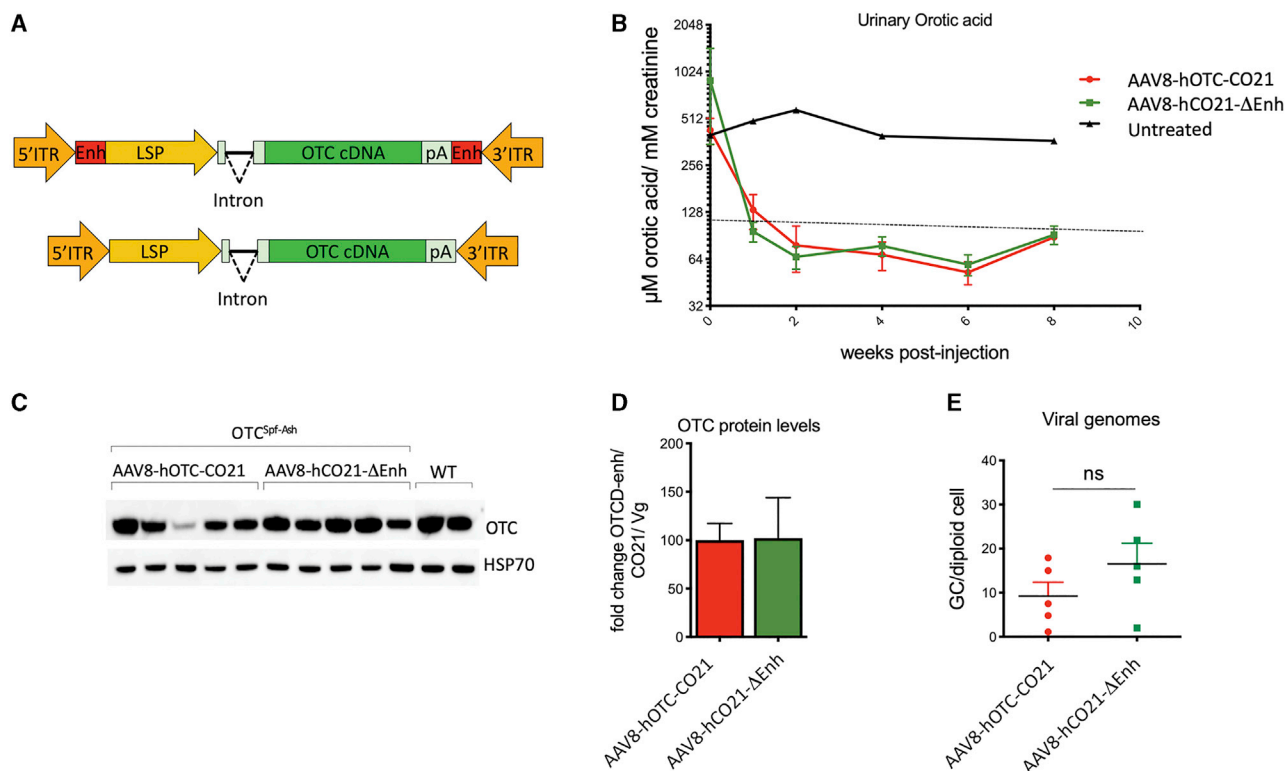 A
5'ITR
Enh
LSP
OTC cDNA
pA
Enh
3'ITR
Intron
5'ITR
LSP
OTC cDNA
pA
3'ITR
Intron
B
Urinary Orotic acid
µM orotic acid/ mM creatinine
2048
1024
512
256
128
64
32
0
2
4
6
8
10
weeks post-injection
AAV8-hOTC-CO21
AAV8-hCO21-ΔEnh
Untreated
C
OTCSpf-Ash
AAV8-hOTC-CO21
AAV8-hCO21-ΔEnh
WT
OTC
HSP70
D
OTC protein levels
fold change OTCD-enh/
CO21/ Vg
200
150
100
50
0
AAV8-hOTC-CO21
AAV8-hCO21-ΔEnh
E
Viral genomes
ns
GC/diploid cell
40
30
20
10
0
AAV8-hOTC-CO21
AAV8-hCO21-ΔEnh